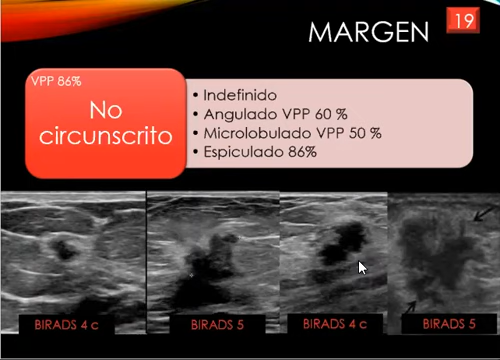 MARGEN
19
VPP 86%
No
circunscrito
• Indefinido
• Angulado VPP 60 %
• Microlobulado VPP 50 %
• Espiculado 86%
BIRADS 4 c
BIRADS 5
BIRADS 4 c
BIRADS 5